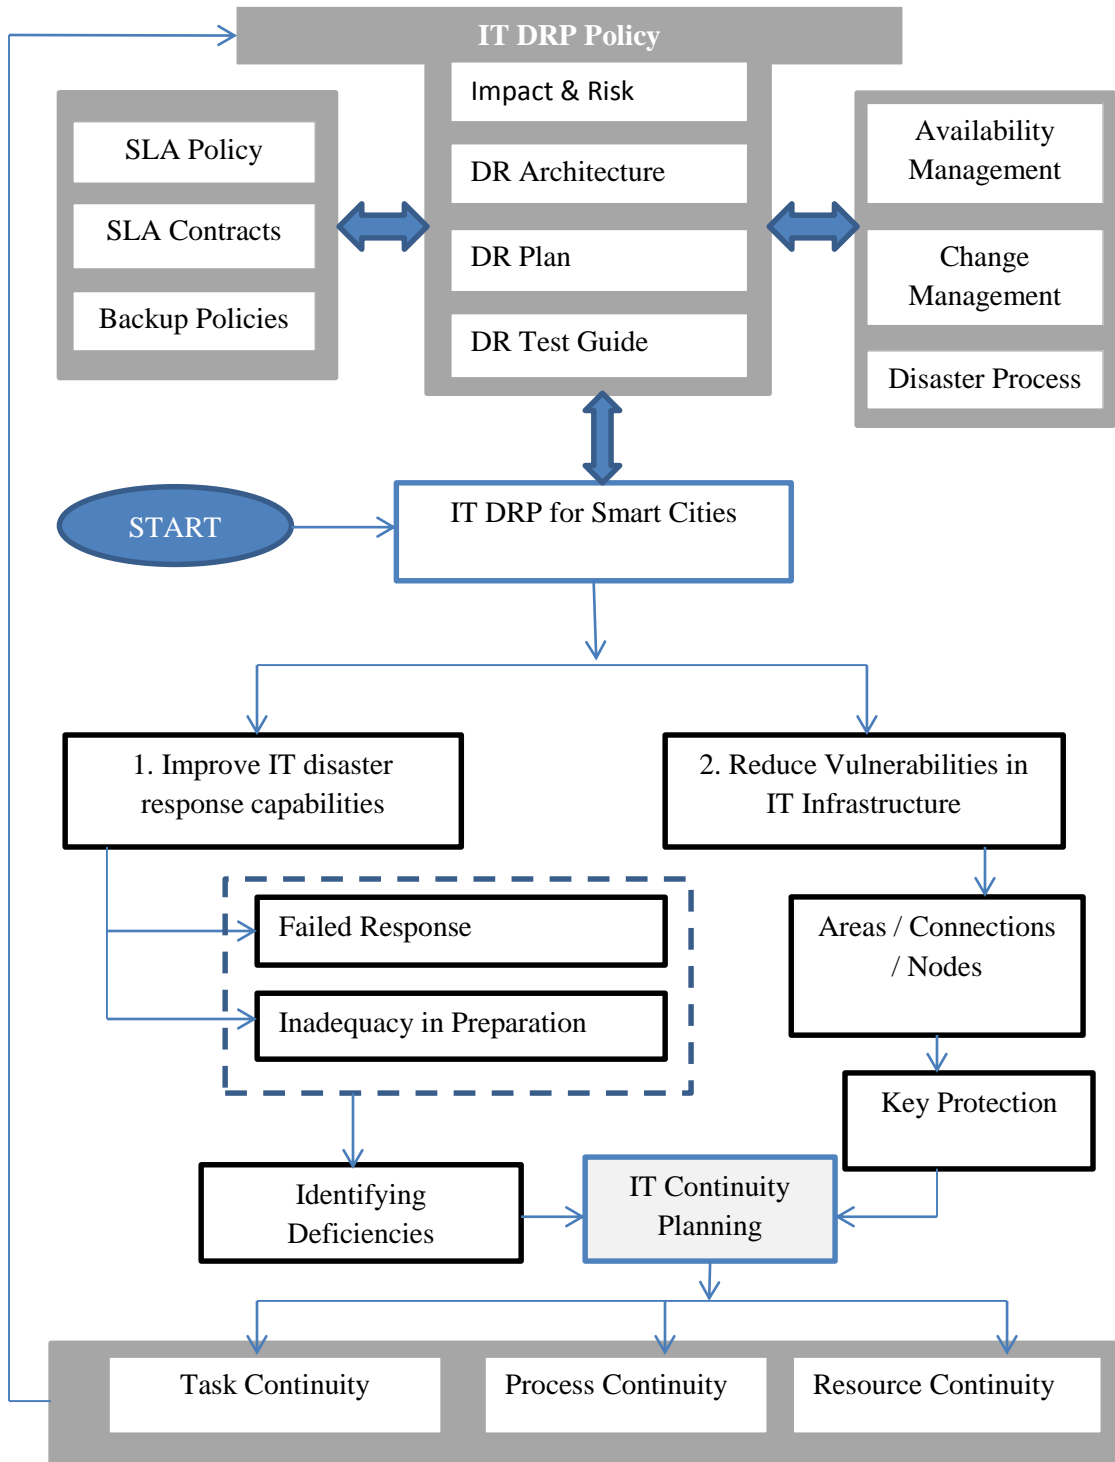 IT DRP Policy
Impact & Risk
DR Architecture
DR Plan
DR Test Guide
SLA Policy
SLA Contracts
Backup Policies
Availability
Management
Change
Management
Disaster Process
START
IT DRP for Smart Cities
1. Improve IT disaster
response capabilities
2. Reduce Vulnerabilities in
IT Infrastructure
Failed Response
Inadequacy in Preparation
Areas / Connections
/ Nodes
Key Protection
Identifying
Deficiencies
IT Continuity
Planning
Task Continuity
Process Continuity
Resource Continuity